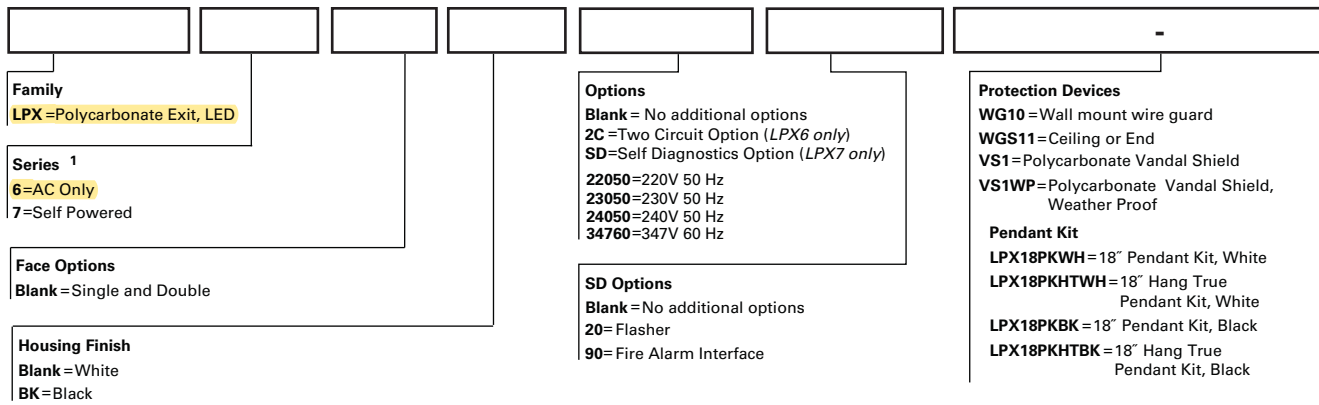 -
Family
LPX =Polycarbonate Exit, LED
Series 1
6=AC Only
7=Self Powered
Face Options
Blank =Single and Double
Housing Finish
Blank =White
BK=Black
Options
Blank = No additional options
2C =Two Circuit Option (LPX6 only)
SD=Self Diagnostics Option (LPX7 only)
22050=220V 50 Hz
23050=230V 50 Hz
24050=240V 50 Hz
34760=347V 60 Hz
SD Options
Blank=No additional options
20= Flasher
90=Fire Alarm Interface
Protection Devices
WG10 =Wall mount wire guard
WGS11=Ceiling or End
VS1=Polycarbonate Vandal Shield
VS1WP=Polycarbonate Vandal Shield,
Weather Proof
Pendant Kit
LPX18PKWH=18˝ Pendant Kit, White
LPX18PKHTWH=18˝ Hang True
Pendant Kit, White
LPX18PKBK =18˝ Pendant Kit, Black
LPX18PKHTBK =18˝ Hang True
Pendant Kit, Black